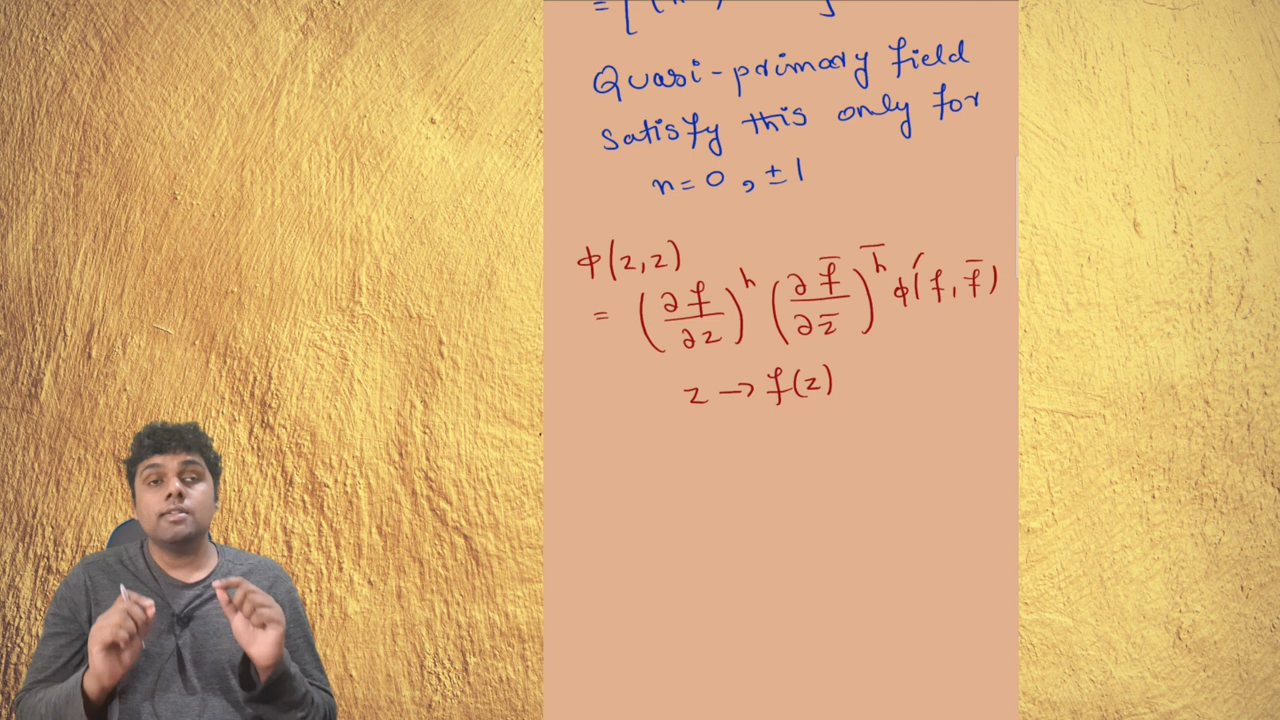 Quasi-primary field
satisfy this only for
n=0, ±1
ϕ(z,z)
= (∂f/∂z)^h (∂f̄/∂z̄)^h̄ ϕ'(f,f̄)
z → f(z)